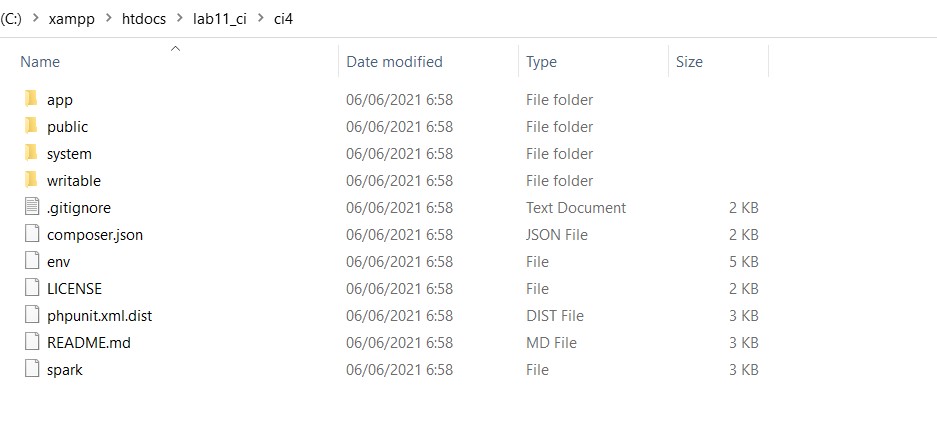 (C:) > xampp > htdocs > lab11_ci > ci4
Name Date modified Type Size
app 06/06/2021 6:58 File folder
public 06/06/2021 6:58 File folder
system 06/06/2021 6:58 File folder
writable 06/06/2021 6:58 File folder
.gitignore 06/06/2021 6:58 Text Document 2 KB
composer.json 06/06/2021 6:58 JSON File 2 KB
env 06/06/2021 6:58 File 5 KB
LICENSE 06/06/2021 6:58 File 2 KB
phpunit.xml.dist 06/06/2021 6:58 DIST File 3 KB
README.md 06/06/2021 6:58 MD File 3 KB
spark 06/06/2021 6:58 File 3 KB